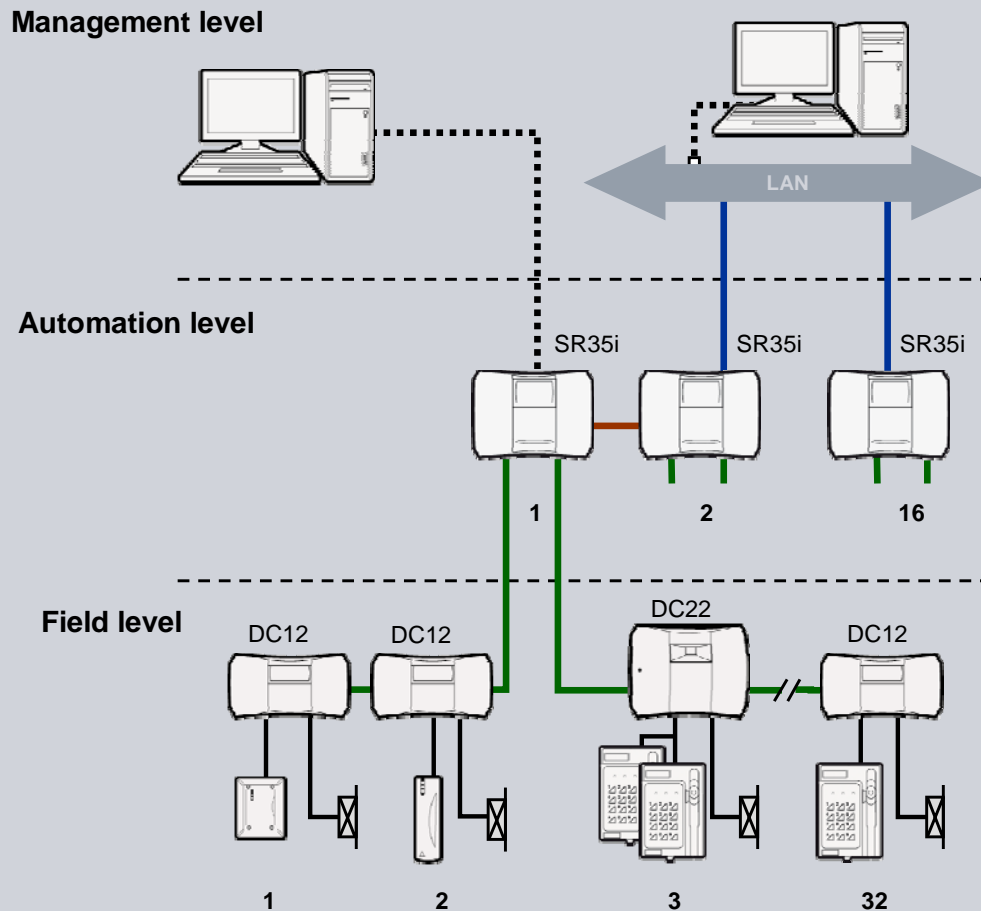 Management level
LAN
Automation level
SR35i
SR35i
SR35i
1
2
16
Field level
DC12
DC12
DC22
DC12
1
2
3
32